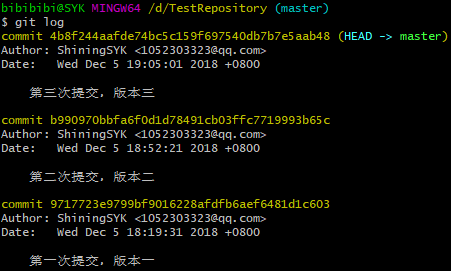 bibibibi@SYK MINGW64 /d/TestRepository (master)
$ git log
commit 4b8f244aafde74bc5c159f697540db7b7e5aab48 (HEAD -> master)
Author: ShiningSYK <1052303323@qq.com>
Date:   Wed Dec 5 19:05:01 2018 +0800
第三次提交，版本三
commit b990970bbfa6f0d1d78491cb03ffc7719993b65c
Author: ShiningSYK <1052303323@qq.com>
Date:   Wed Dec 5 18:52:21 2018 +0800
第二次提交，版本二
commit 9717723e9799bf9016228afdfb6aef6481d1c603
Author: ShiningSYK <1052303323@qq.com>
Date:   Wed Dec 5 18:19:31 2018 +0800
第一次提交，版本一